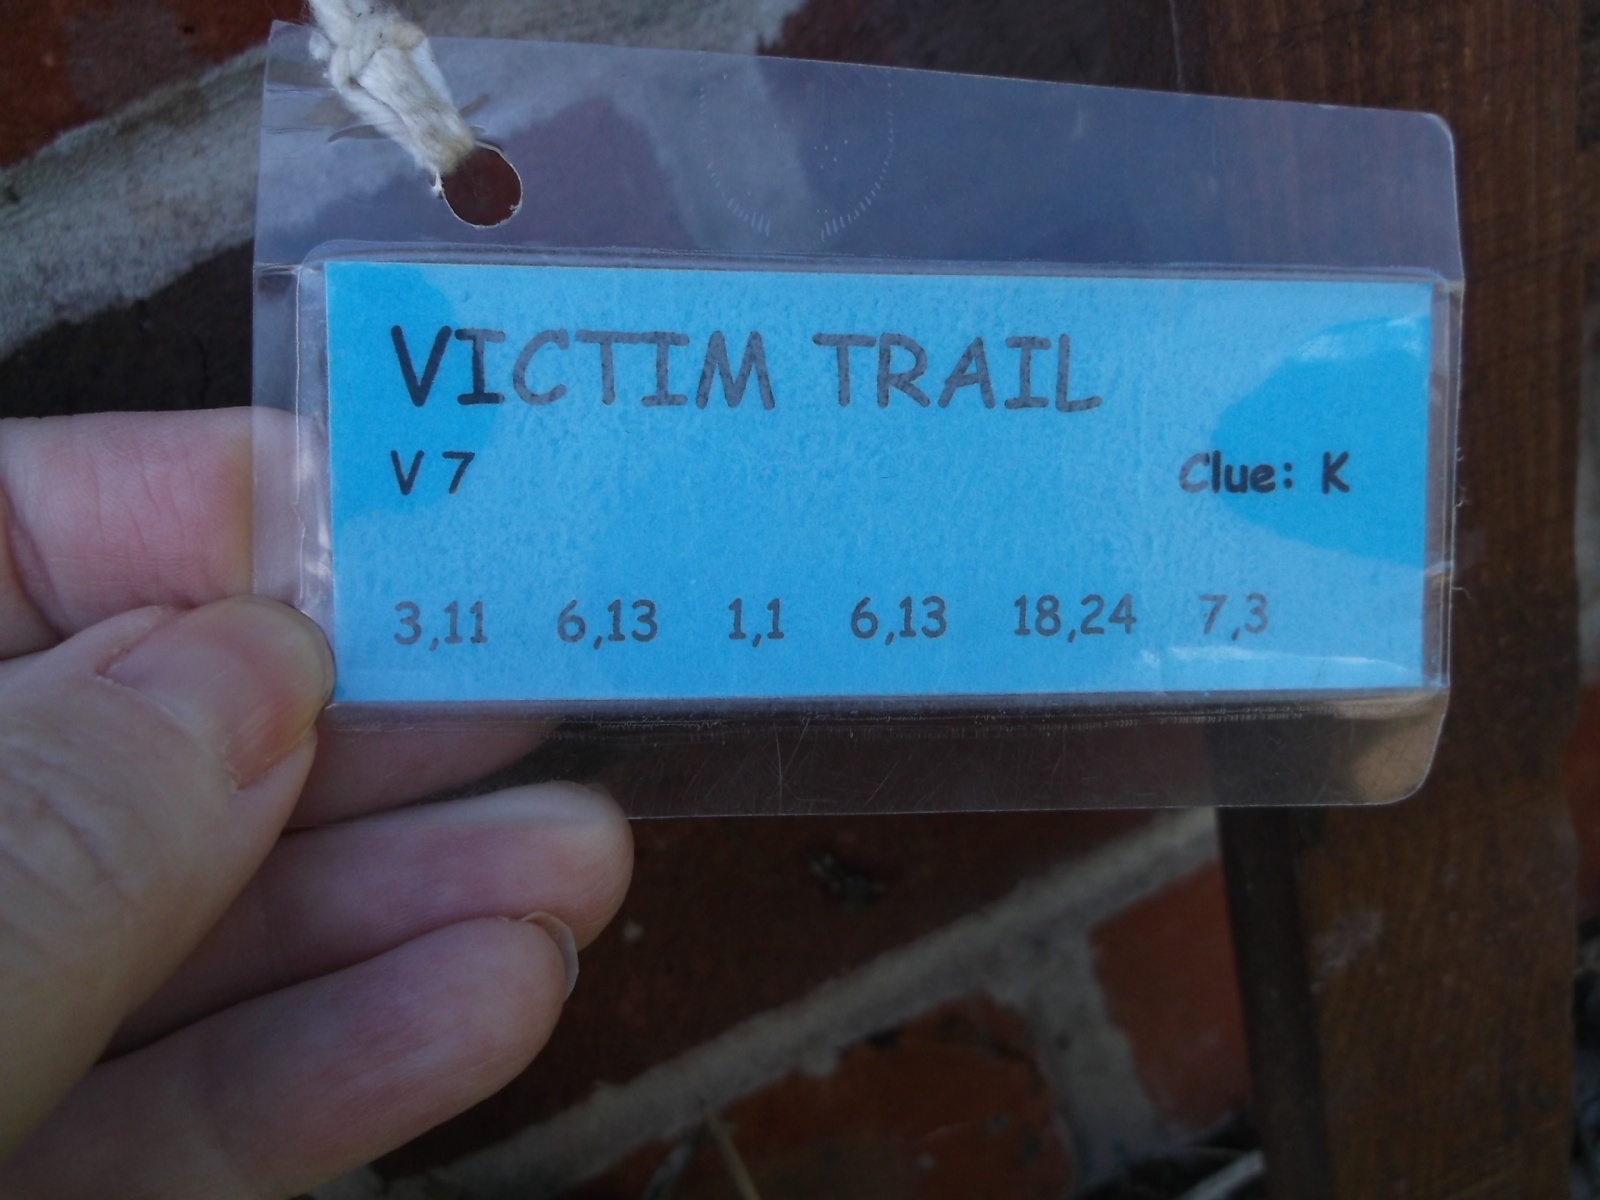 VICTIM TRAIL
V 7 Clue: K
3,11 6,13 1,1 6,13 18,24 7,3